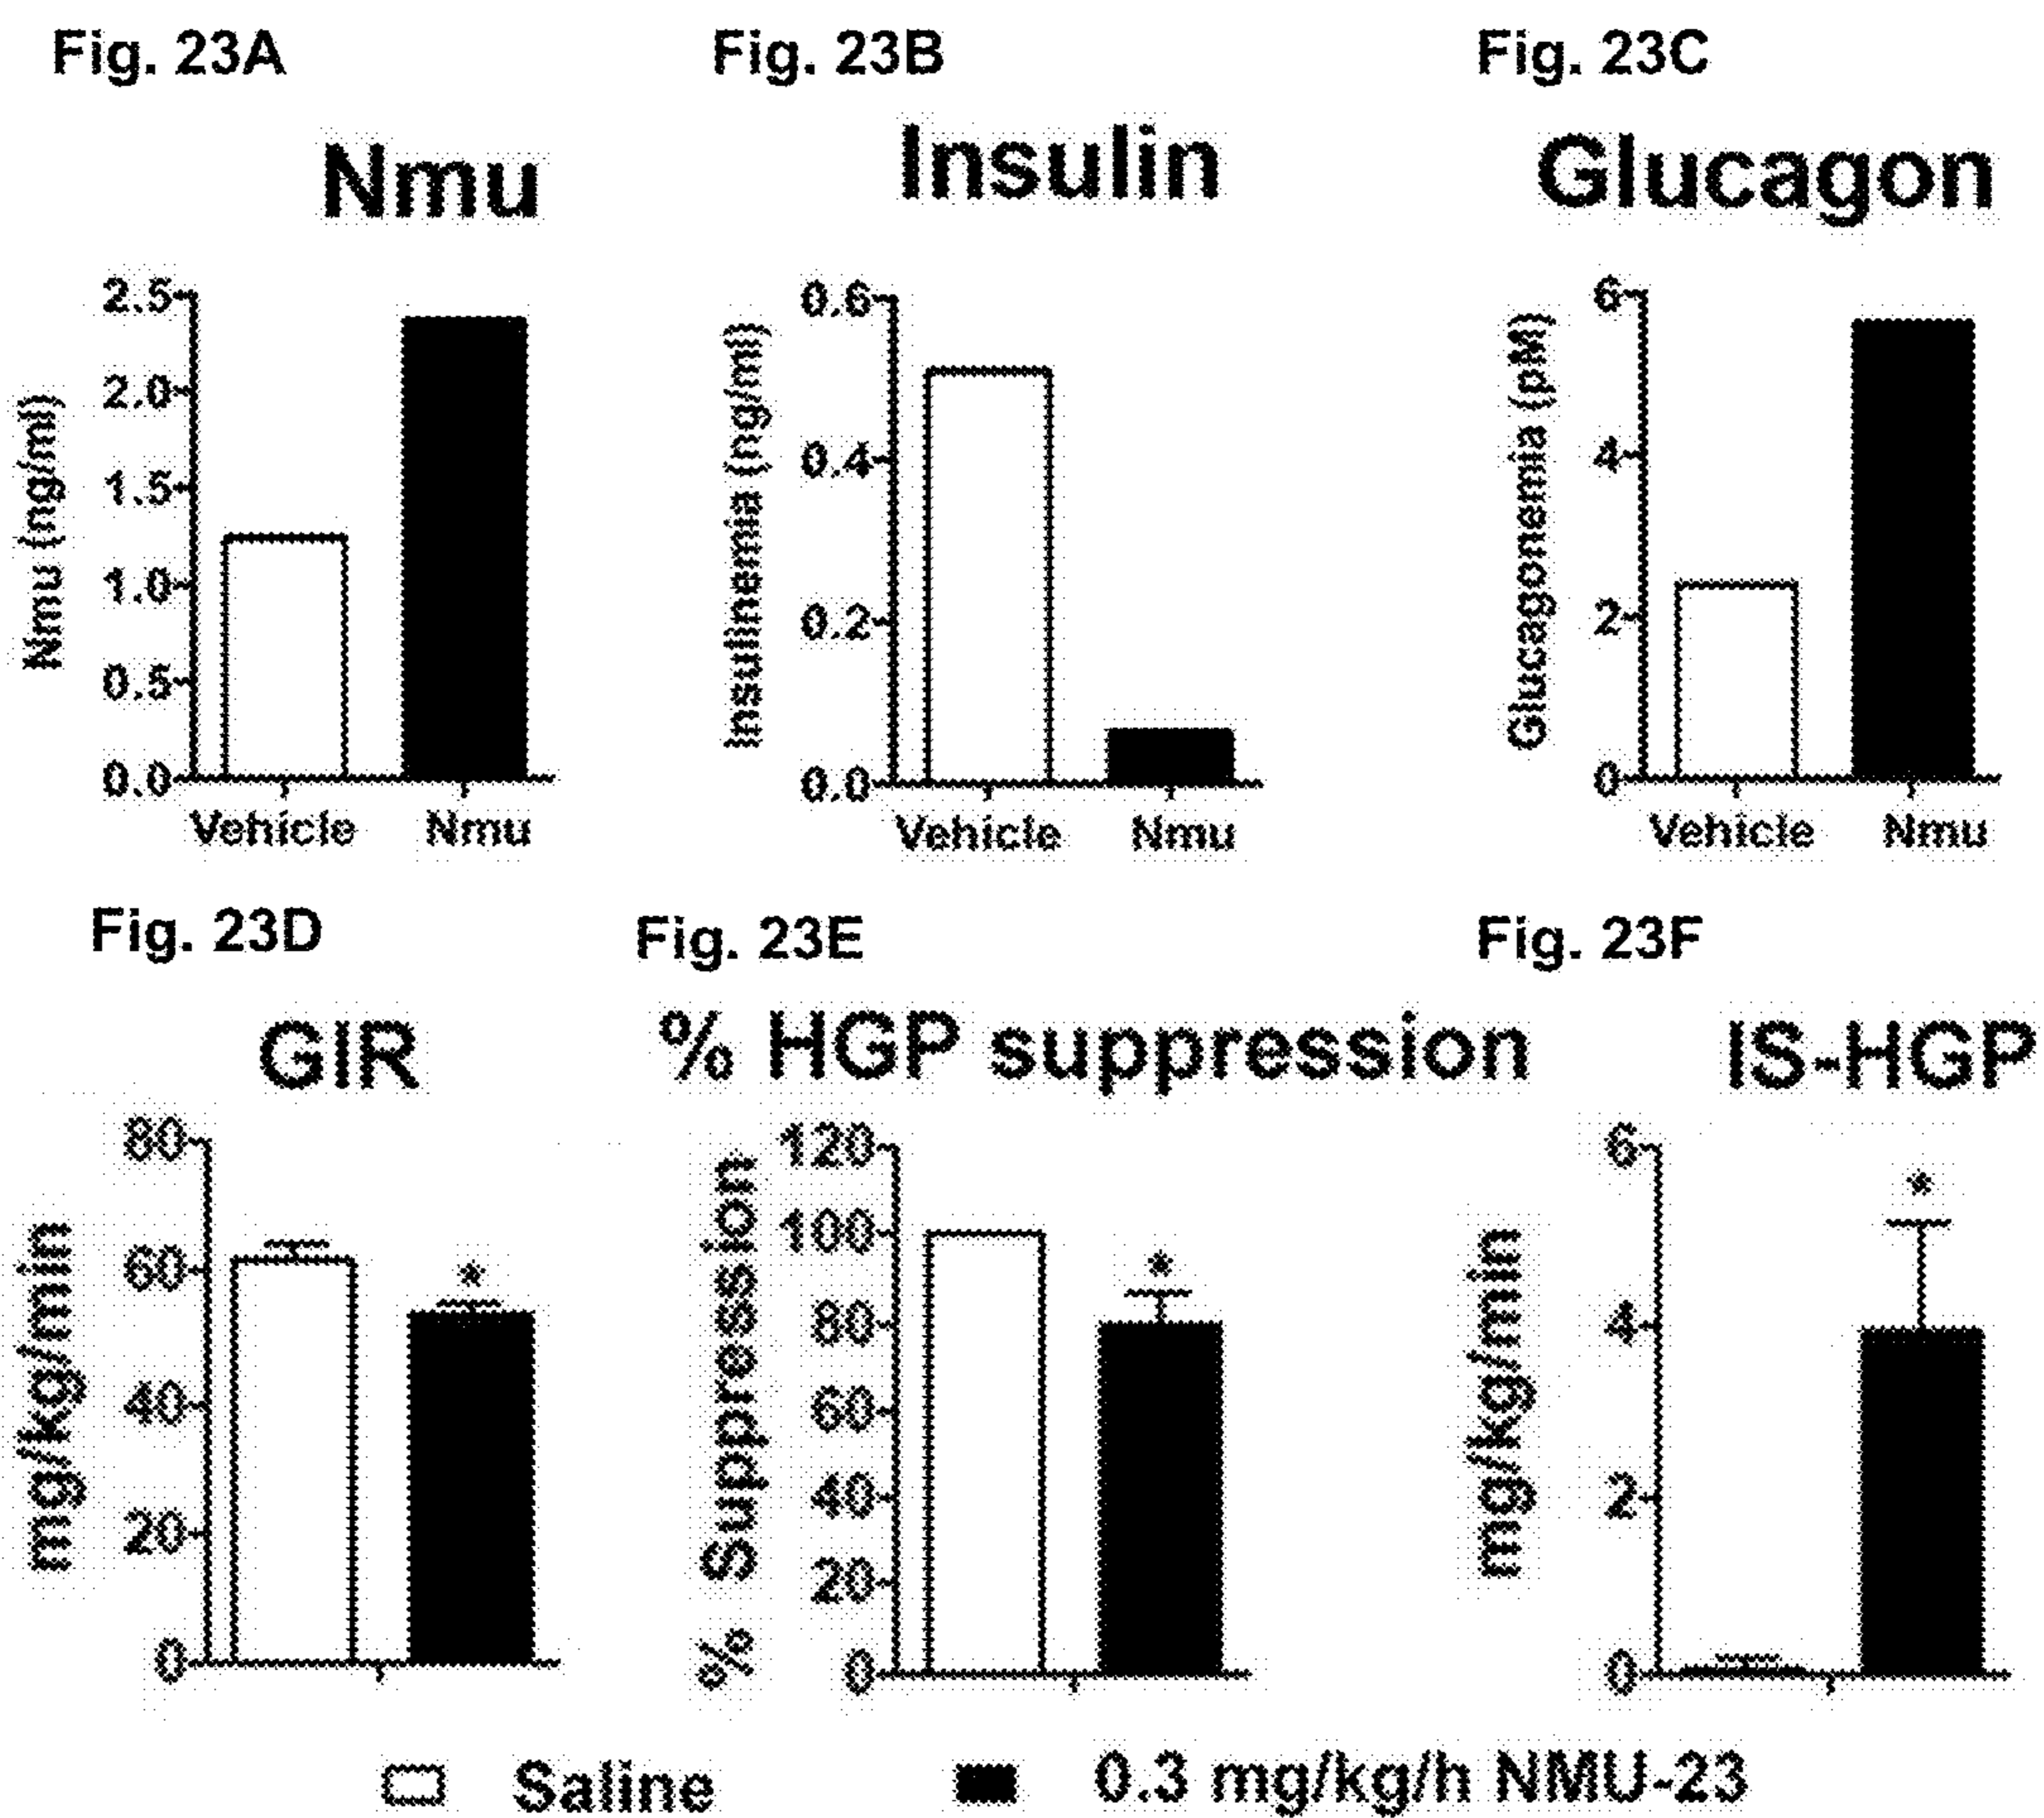 Fig. 23A
Nmu
Nmu (ng/ml)
2.5
2.0
1.5
1.0
0.5
0.0
Vehicle Nmu
Fig. 23B
Insulin
Insulinemia (ng/ml)
0.6
0.4
0.2
0.0
Vehicle Nmu
Fig. 23C
Glucagon
Glucagonemia (pM)
6
4
2
0
Vehicle Nmu
Fig. 23D
GIR
mg/kg/min
80
60
40
20
0
*
Fig. 23E
% HGP suppression
% Suppression
120
100
80
60
40
20
0
*
Fig. 23F
IS-HGP
mg/kg/min
6
4
2
0
*
Saline 0.3 mg/kg/h NMU-23